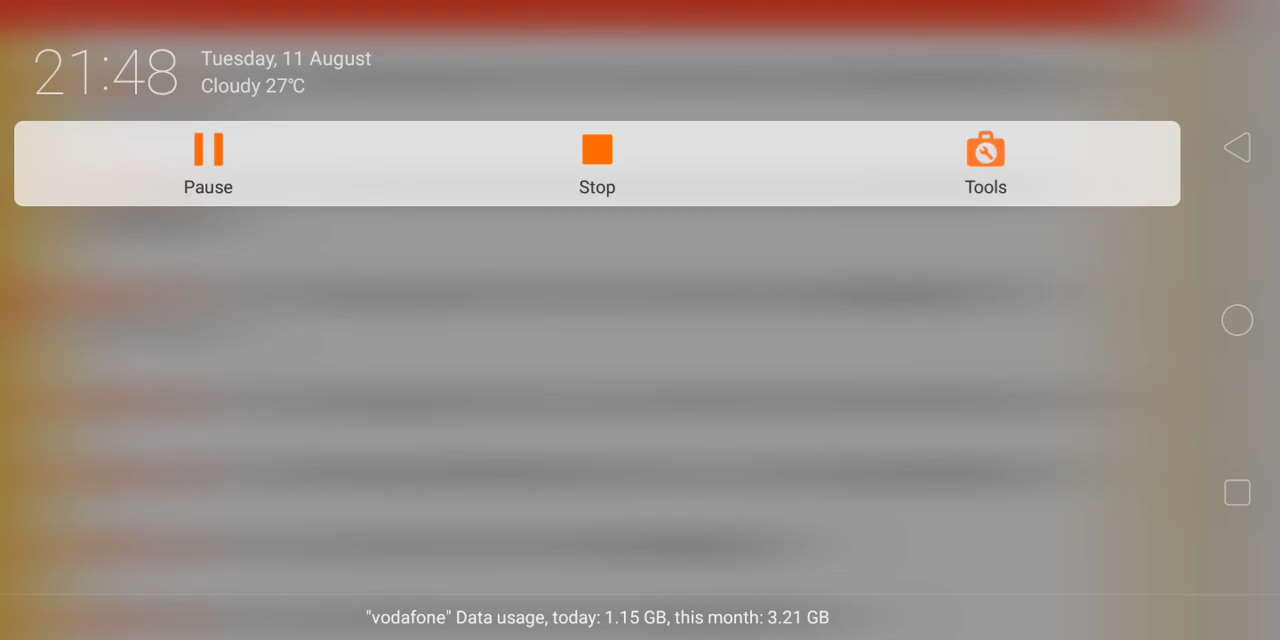 21:48
Tuesday, 11 August
Cloudy 27℃
Pause
Stop
Tools
"vodafone" Data usage, today: 1.15 GB, this month: 3.21 GB